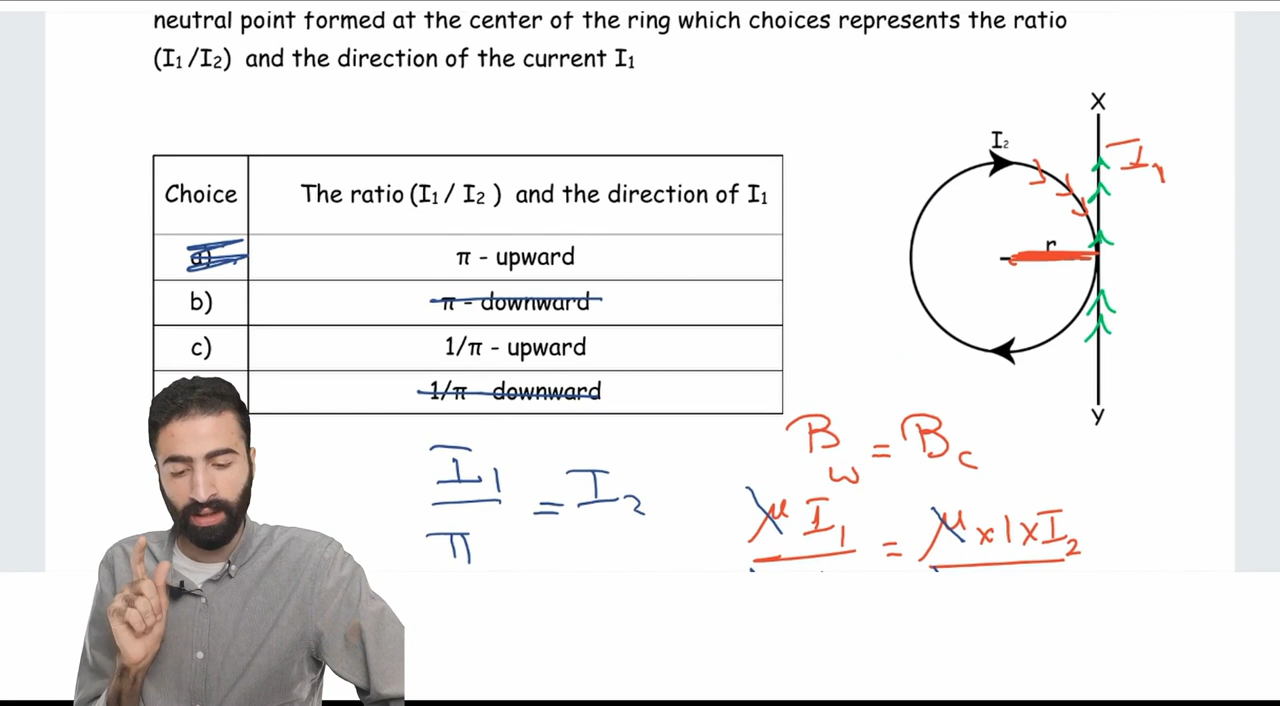 neutral point formed at the center of the ring which choices represents the ratio
(I₁ /I₂) and the direction of the current I₁
X
I₂
I₁
Choice
The ratio (I₁ / I₂ ) and the direction of I₁
a)
π - upward
r
b)
π - downward
c)
1/π - upward
1/π - downward
Y
B_w = B_c
I₁/π = I₂
μ I₁ = μ x 1 x I₂